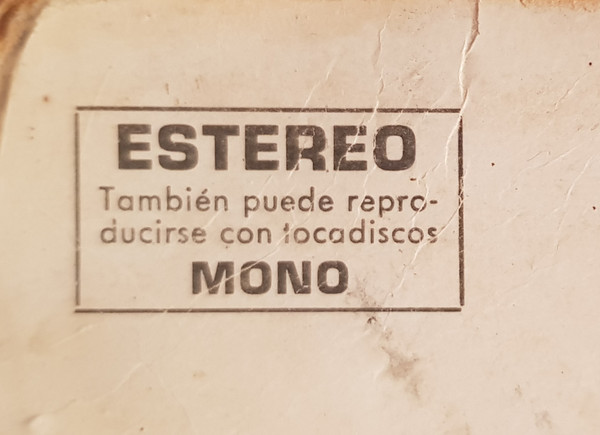 ESTEREO
También puede repro-
ducirse con tocadiscos
MONO